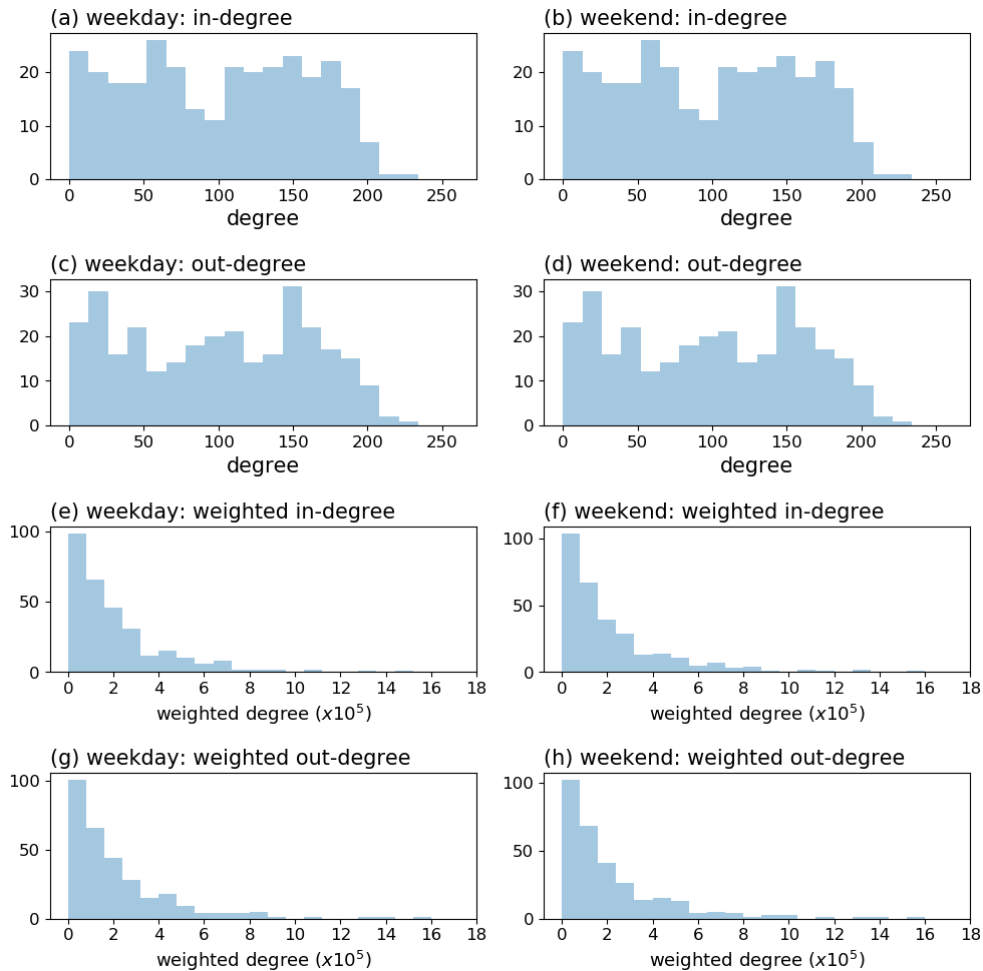 (a) weekday: in-degree
(b) weekend: in-degree
20
10
0
0 50 100 150 200 250
degree
20
10
0
0 50 100 150 200 250
degree
(c) weekday: out-degree
(d) weekend: out-degree
30
20
10
0
0 50 100 150 200 250
degree
30
20
10
0
0 50 100 150 200 250
degree
(e) weekday: weighted in-degree
(f) weekend: weighted in-degree
100
50
0
0 2 4 6 8 10 12 14 16 18
weighted degree (x10⁵)
100
50
0
0 2 4 6 8 10 12 14 16 18
weighted degree (x10⁵)
(g) weekday: weighted out-degree
(h) weekend: weighted out-degree
100
50
0
0 2 4 6 8 10 12 14 16 18
weighted degree (x10⁵)
100
50
0
0 2 4 6 8 10 12 14 16 18
weighted degree (x10⁵)